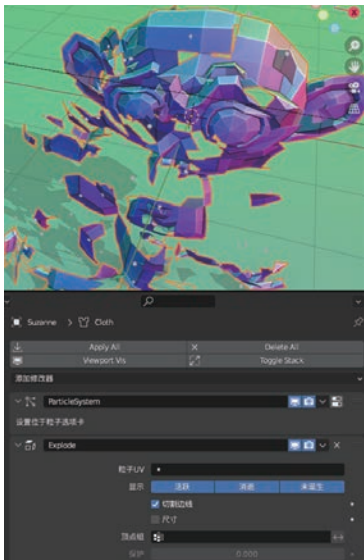 Suzanne > Cloth
Apply All Delete All
Viewport Vis Toggle Stack
添加修改器
ParticleSystem
设置位于粒子选项卡
Explode
粒子UV
显示 活跃 消逝 未诞生
切割边线
尺寸
顶点组
保护 0.000